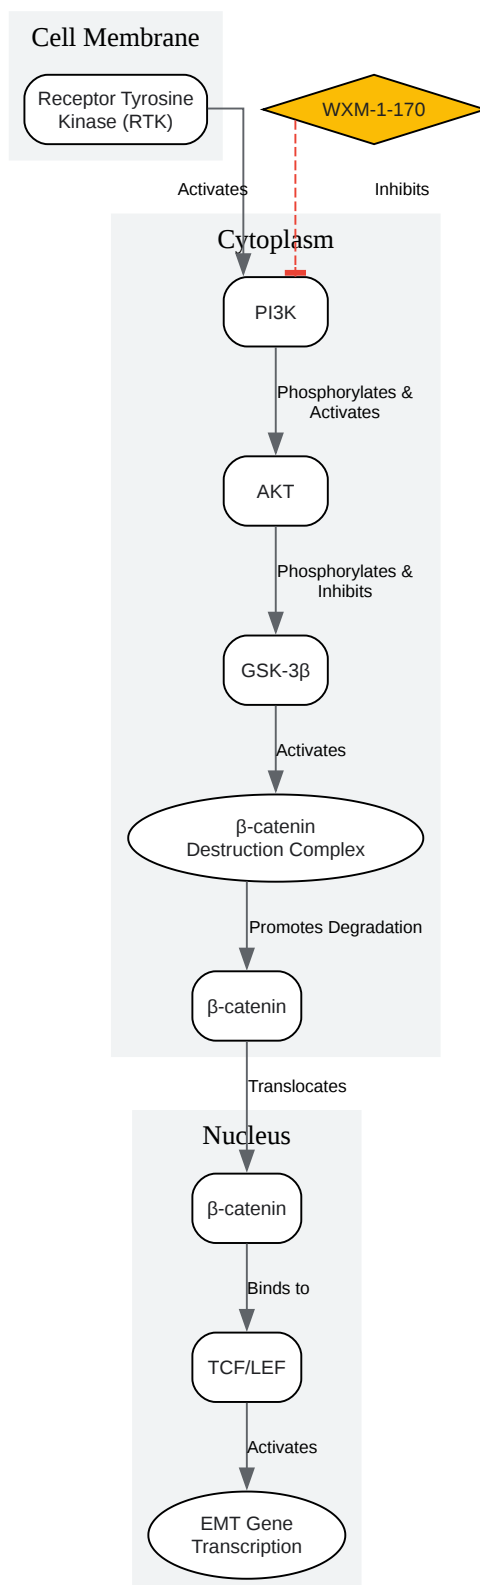 Cell Membrane
Receptor Tyrosine
Kinase (RTK)
WXM-1-170
Activates
Inhibits
Cytoplasm
PI3K
Phosphorylates &
Activates
AKT
Phosphorylates &
Inhibits
GSK-3β
Activates
β-catenin
Destruction Complex
Promotes Degradation
β-catenin
Translocates
Nucleus
β-catenin
Binds to
TCF/LEF
Activates
EMT Gene
Transcription